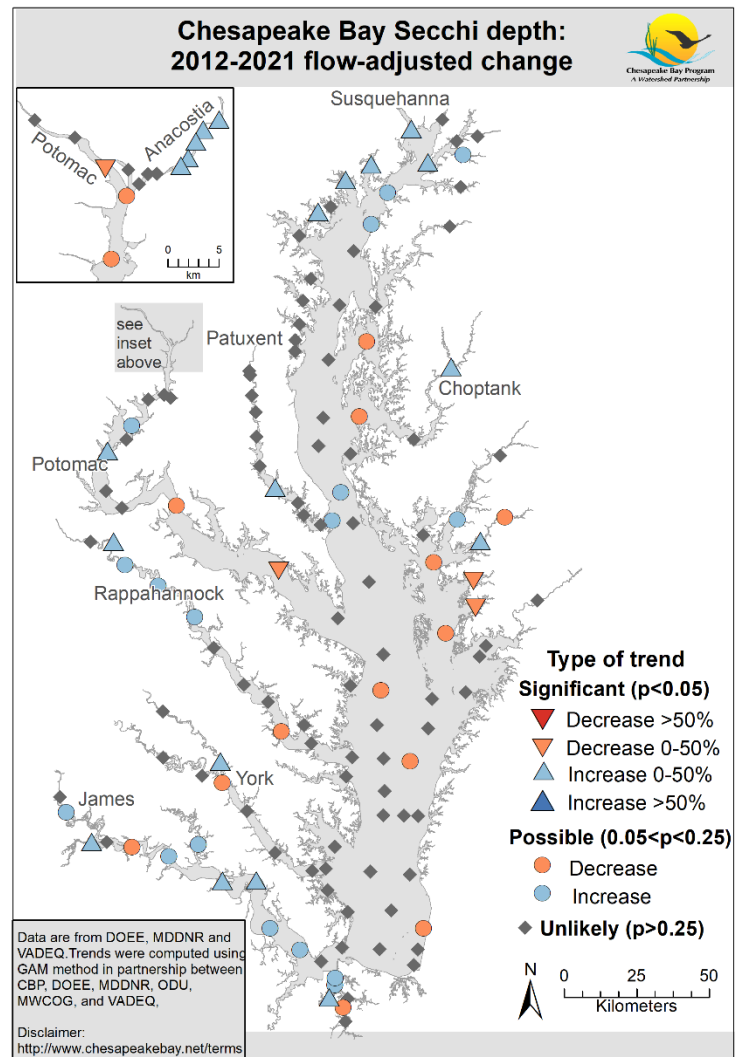 Chesapeake Bay Secchi depth:
2012-2021 flow-adjusted change
Chesapeake Bay Program
A Watershed Partnership
Susquehanna
Potomac
Anacostia
0 5
km
see
inset
above
Patuxent
Choptank
Potomac
Rappahannock
York
James
Type of trend
Significant (p<0.05)
Decrease >50%
Decrease 0-50%
Increase 0-50%
Increase >50%
Possible (0.05<p<0.25)
Decrease
Increase
Unlikely (p>0.25)
N
0 25 50
Kilometers
Data are from DOEE, MDDNR and
VADEQ.Trends were computed using
GAM method in partnership between
CBP, DOEE, MDDNR, ODU,
MWCOG, and VADEQ,
Disclaimer:
http://www.chesapeakebay.net/terms